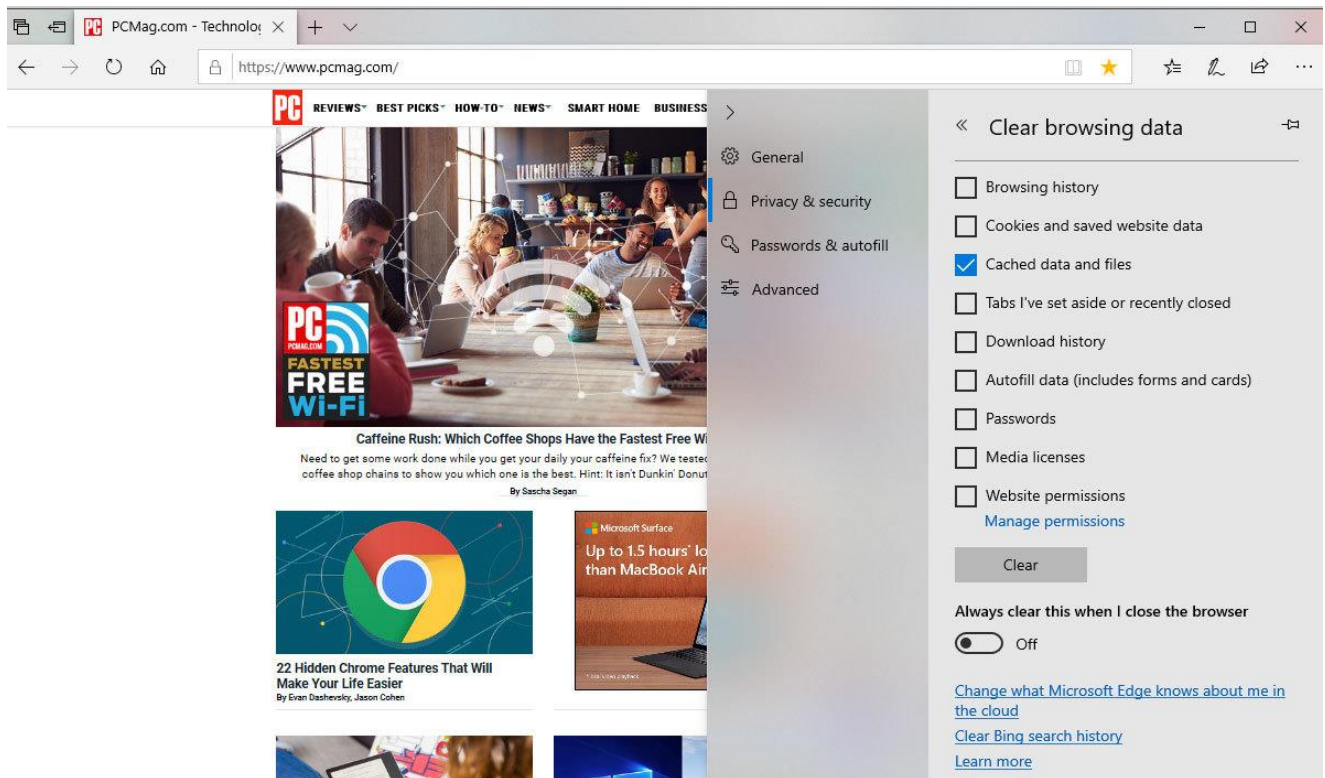 PC PCMag.com - Technolog
https://www.pcmag.com/
PC REVIEWS BEST PICKS HOW-TO NEWS SMART HOME BUSINESS
PC
PCMAG.COM
FASTEST
FREE
Wi-Fi
Caffeine Rush: Which Coffee Shops Have the Fastest Free Wi
Need to get some work done while you get your daily your caffeine fix? We tested
coffee shop chains to show you which one is the best. Hint: It isn't Dunkin' Donut
By Sascha Segan
22 Hidden Chrome Features That Will
Make Your Life Easier
By Evan Dashevsky, Jason Cohen
Microsoft Surface
Up to 1.5 hours' lo
than MacBook Air
General
Privacy & security
Passwords & autofill
Advanced
Clear browsing data
Browsing history
Cookies and saved website data
Cached data and files
Tabs I've set aside or recently closed
Download history
Autofill data (includes forms and cards)
Passwords
Media licenses
Website permissions
Manage permissions
Clear
Always clear this when I close the browser
Off
Change what Microsoft Edge knows about me in
the cloud
Clear Bing search history
Learn more